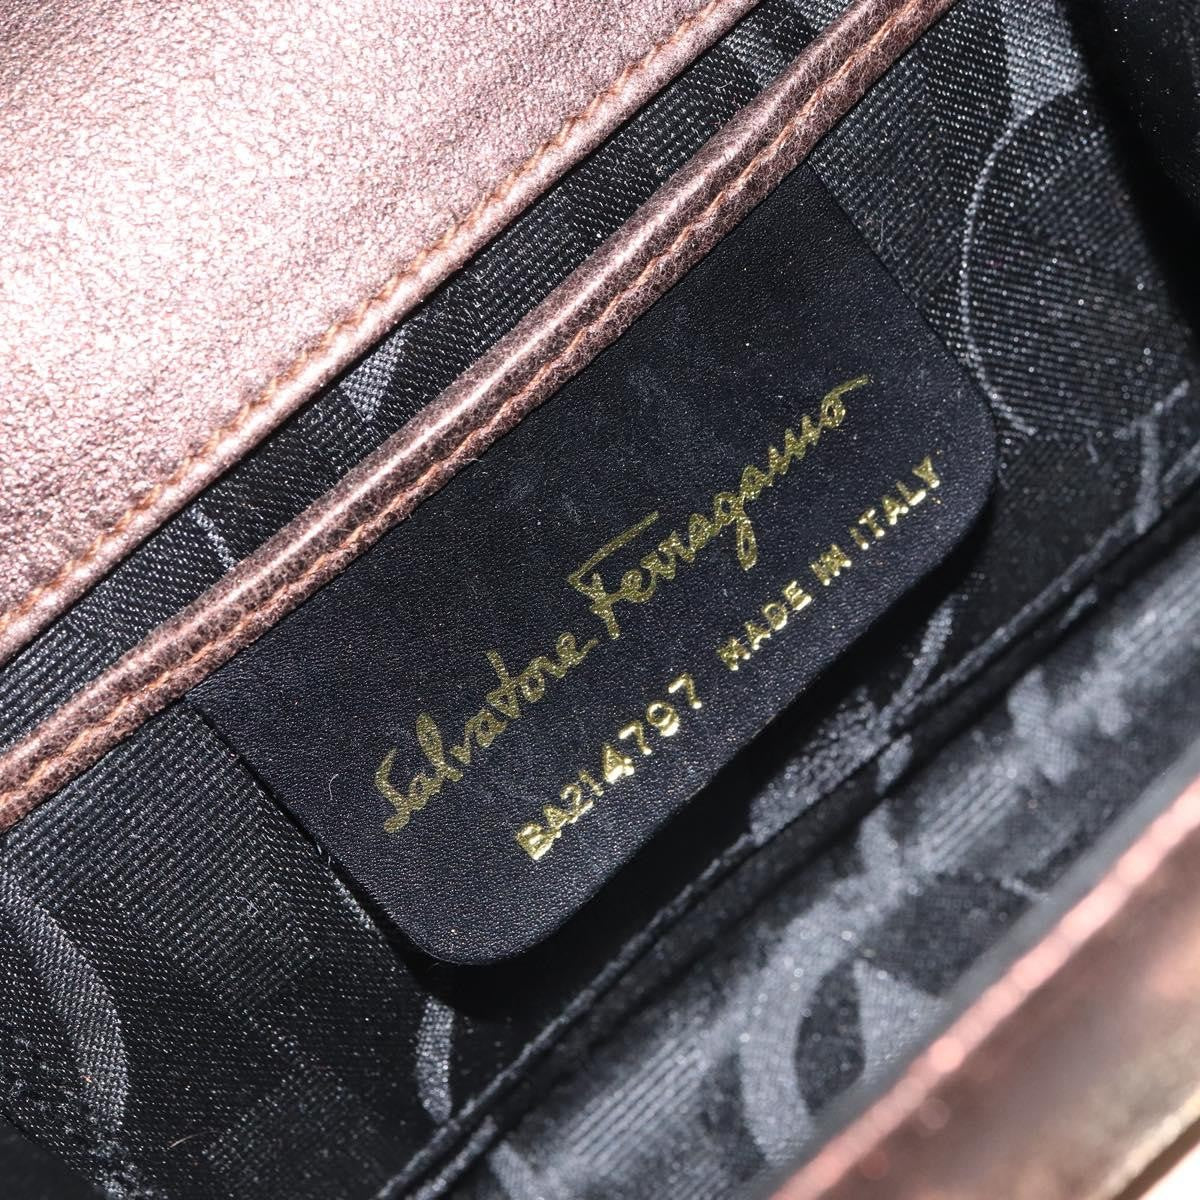 Salvatore Ferragamo
BA214797 MADE IN ITALY